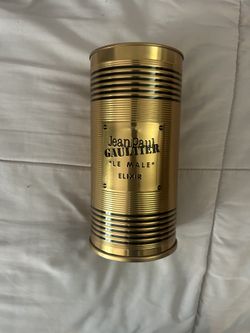 Jean Paul
GAULTIER
"LE MALE"
ELIXIR